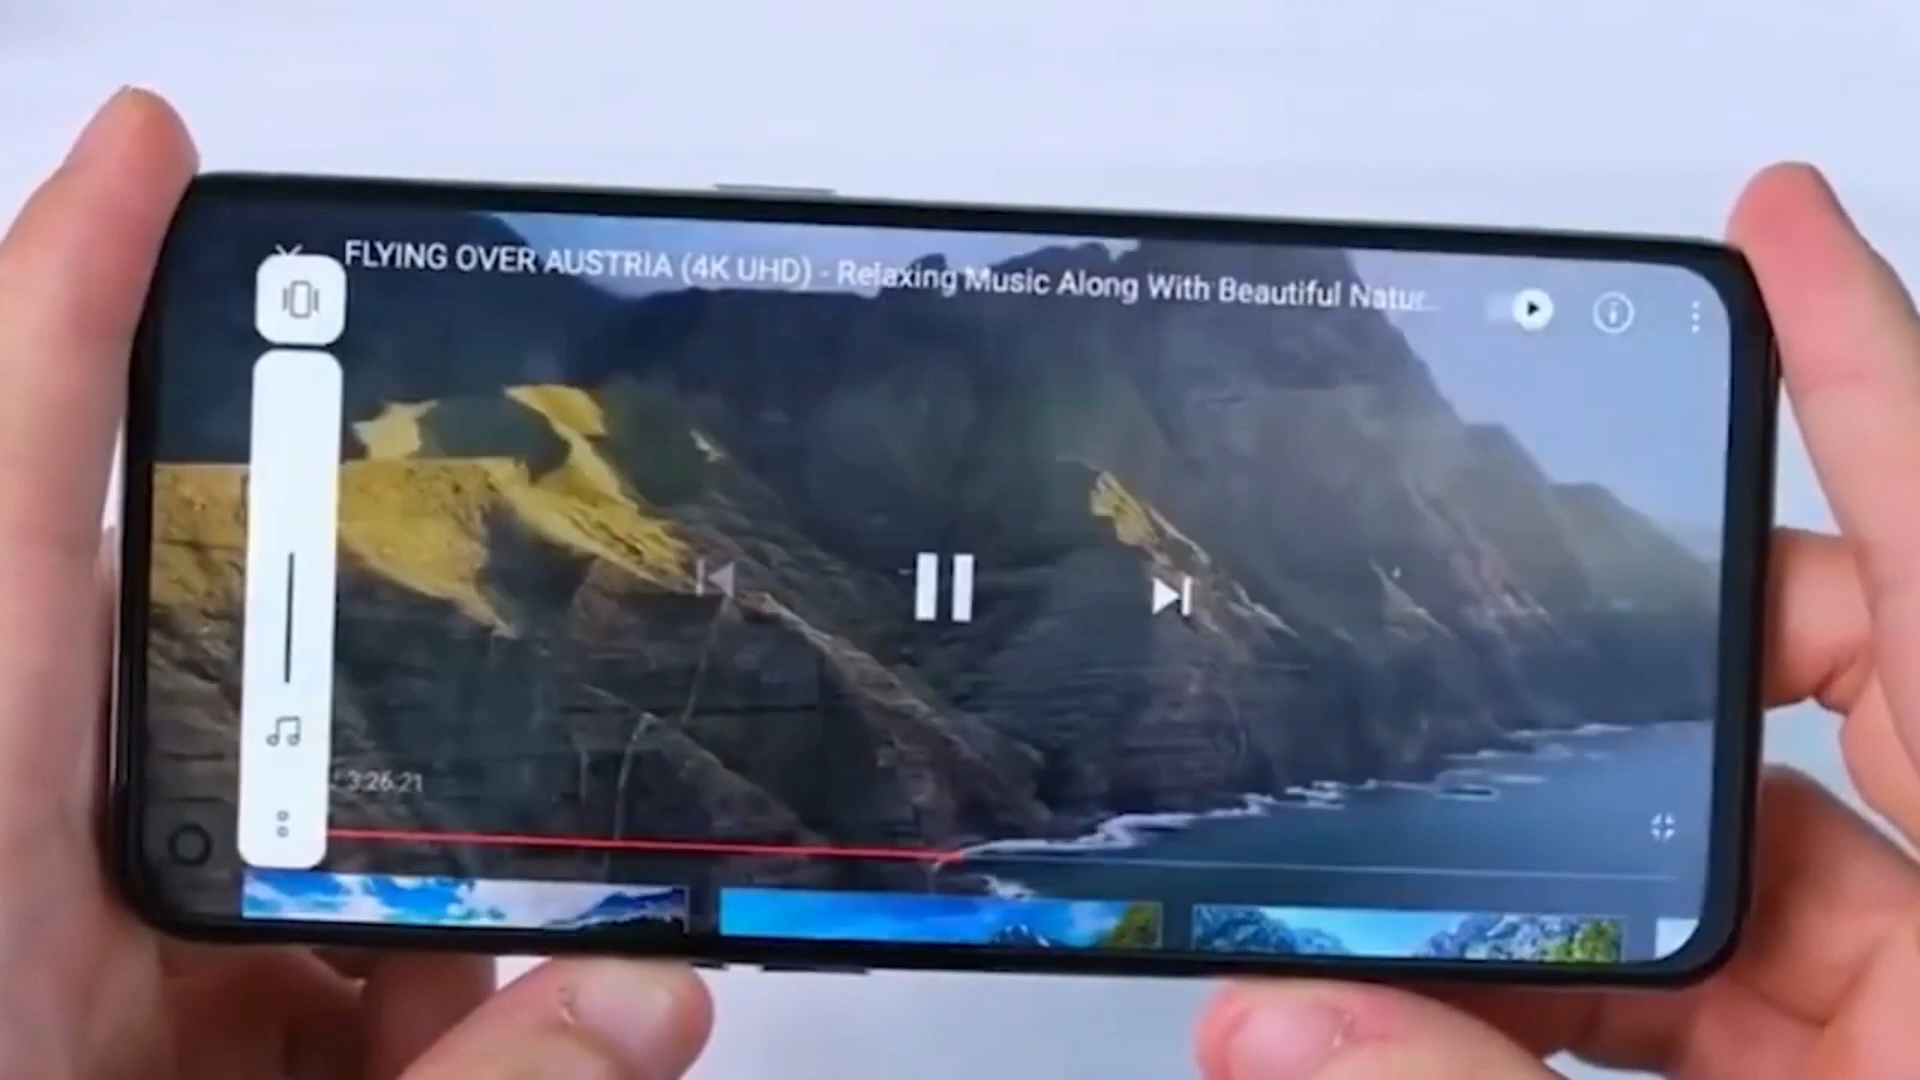 FLYING OVER AUSTRIA (4K UHD) - Relaxing Music Along With Beautiful Natur...
3:26:21